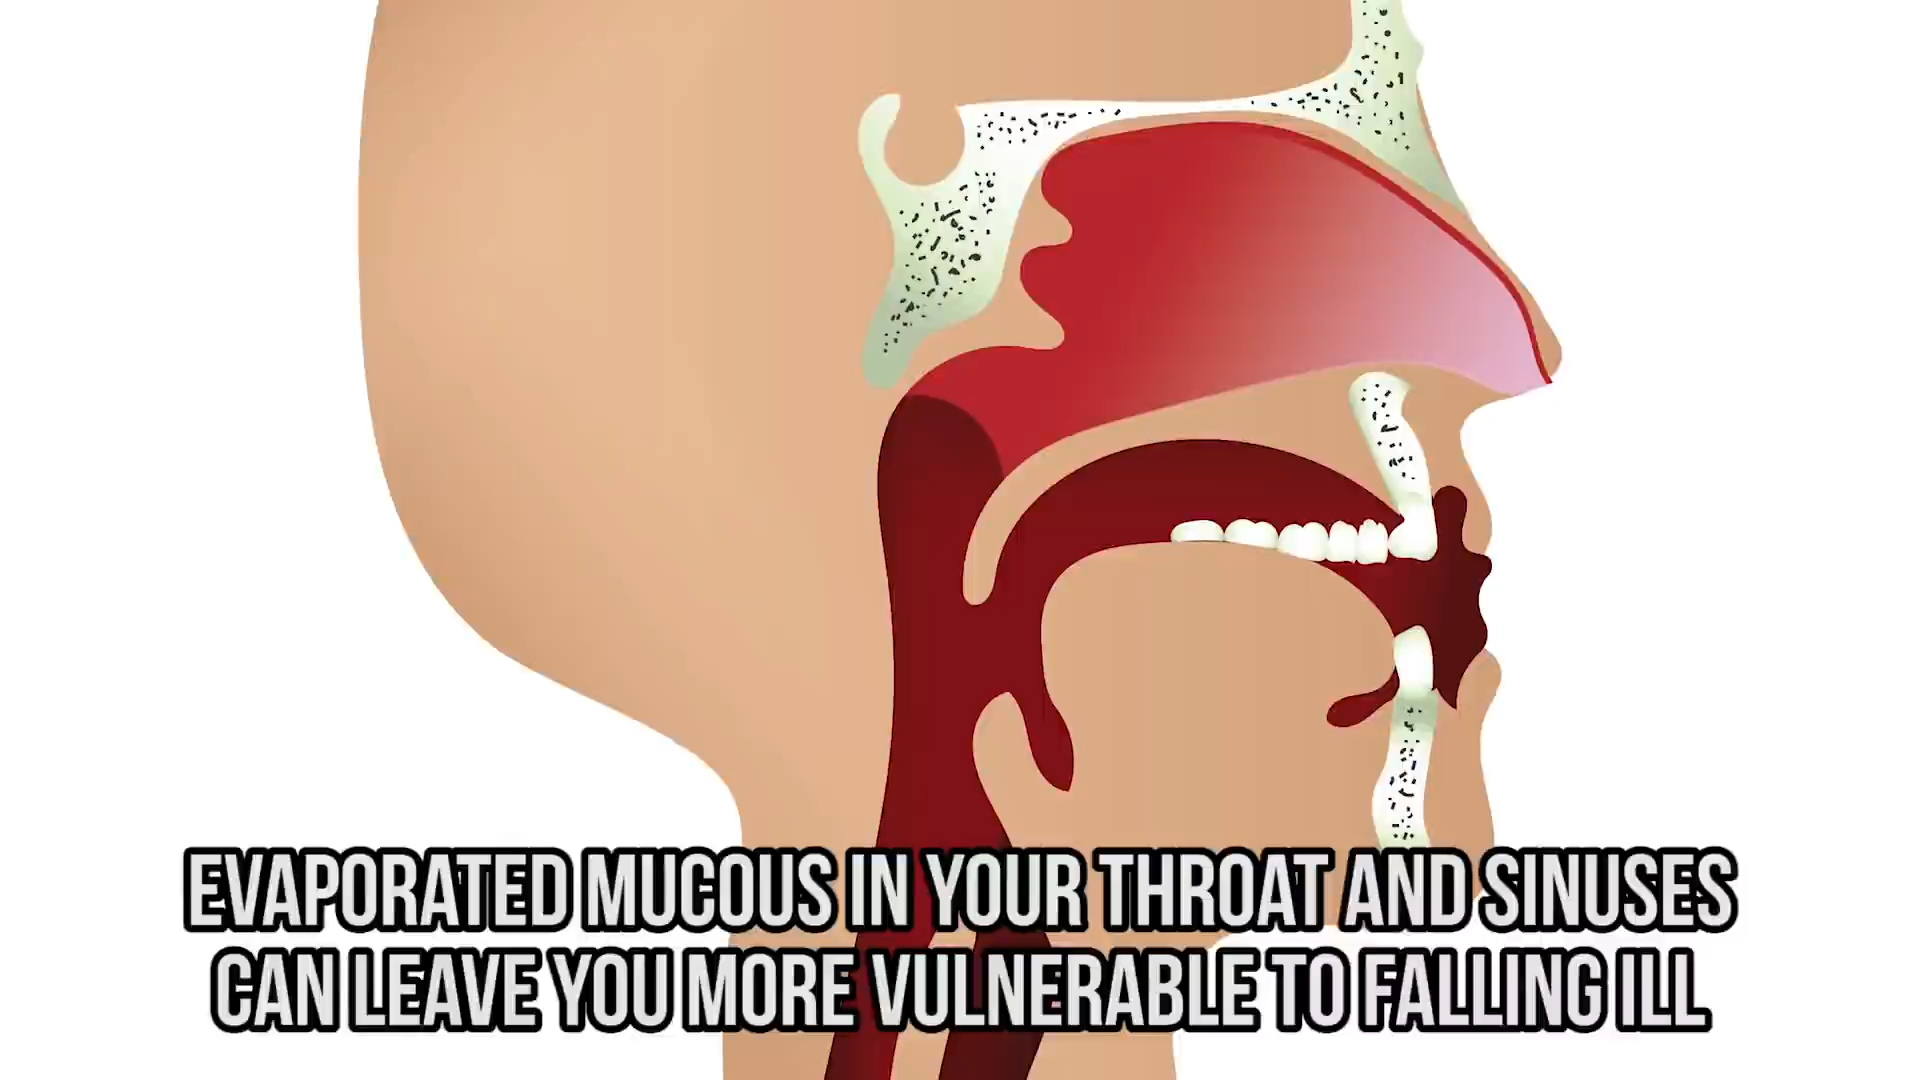 EVAPORATED MUCOUS IN YOUR THROAT AND SINUSES
CAN LEAVE YOU MORE VULNERABLE TO FALLING ILL